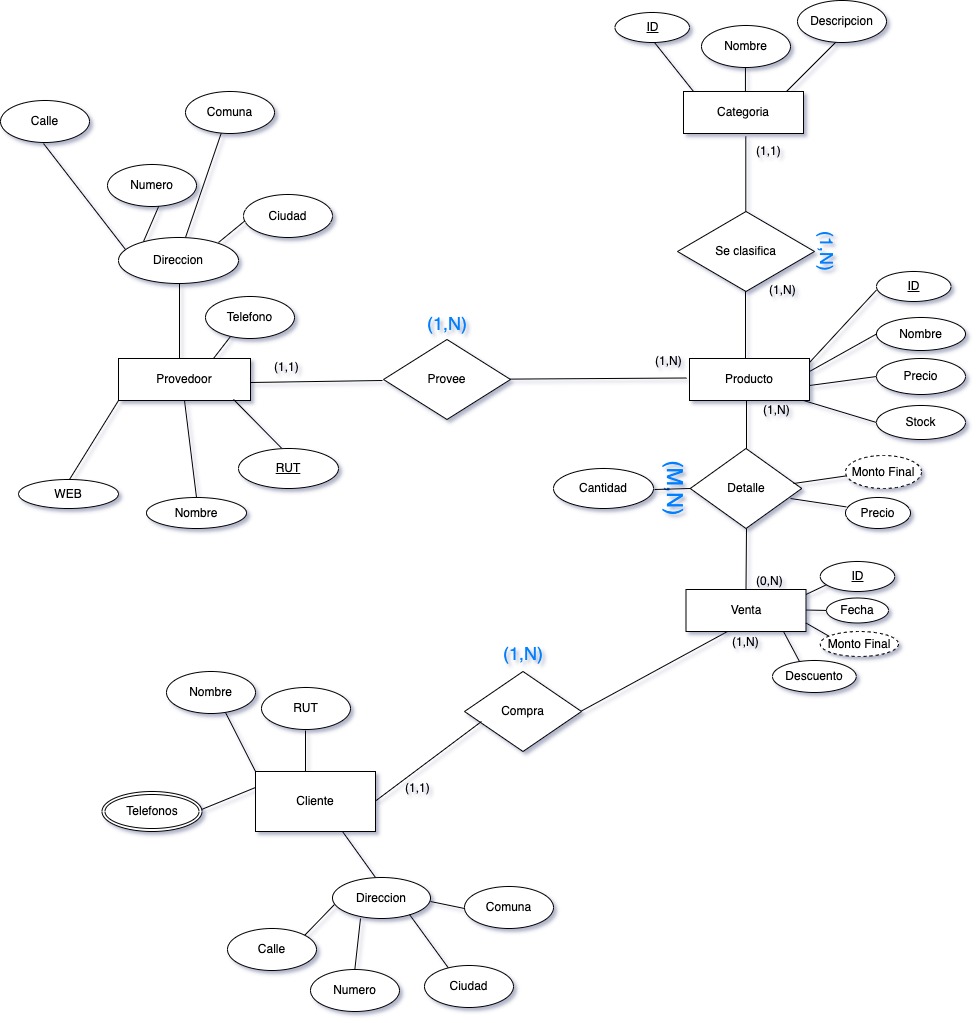 ID
Nombre
Descripcion
Categoria
(1,1)
Calle
Comuna
Numero
Ciudad
Direccion
Se clasifica
(1,N)
(1,N)
Telefono
(1,N)
ID
Nombre
Precio
Stock
Provedoor
(1,1)
Provee
(1,N)
Producto
(1,N)
WEB
Nombre
RUT
Cantidad
(M,N)
Detalle
Monto Final
Precio
(0,N)
Venta
(1,N)
ID
Fecha
Monto Final
Descuento
(1,N)
Compra
Nombre
RUT
Telefonos
Cliente
(1,1)
Direccion
Comuna
Calle
Numero
Ciudad